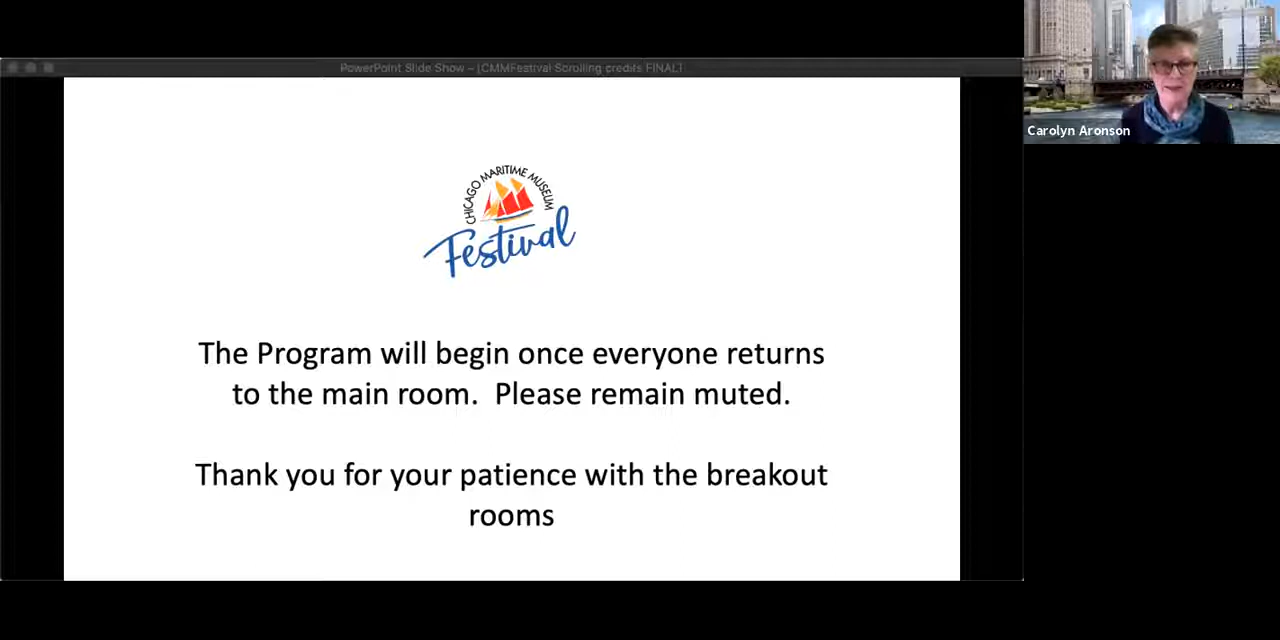 PowerPoint Slide Show - [CMMFestival Scrolling credits FINAL]
Carolyn Aronson
CHICAGO MARITIME MUSEUM
Festival
The Program will begin once everyone returns
to the main room.  Please remain muted.
Thank you for your patience with the breakout
rooms